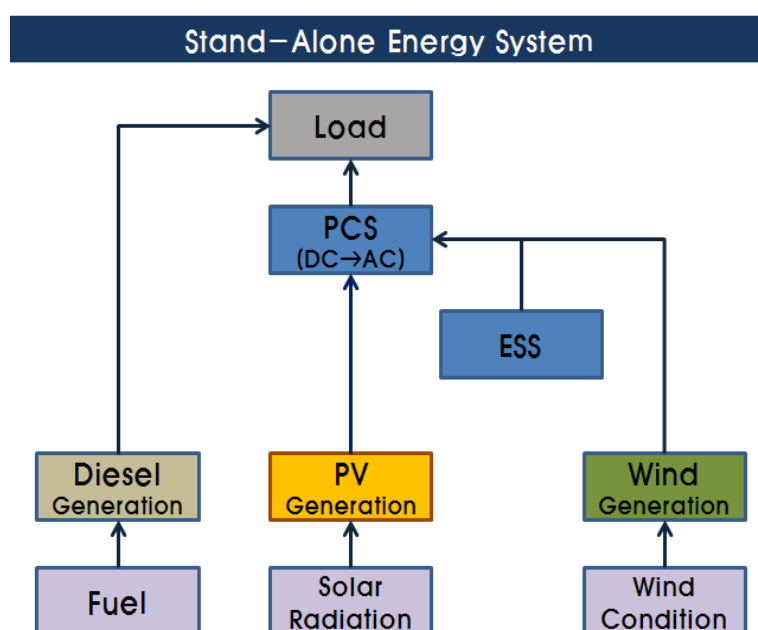 Stand-Alone Energy System
Load
PCS
(DC→AC)
ESS
Diesel
Generation
PV
Generation
Wind
Generation
Fuel
Solar
Radiation
Wind
Condition